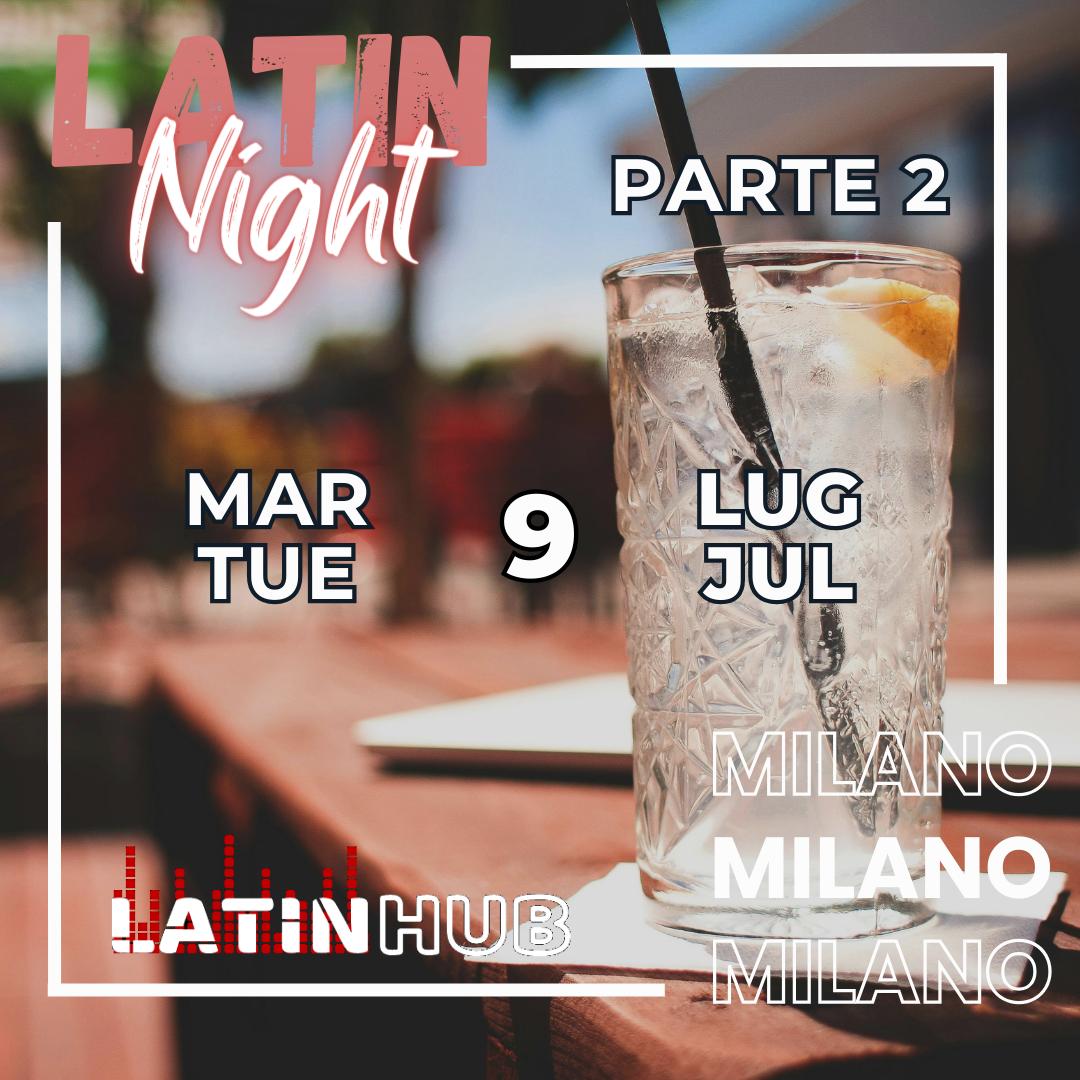 LATIN
Night
PARTE 2
MAR
TUE
9
LUG
JUL
MILANO
MILANO
MILANO
LATINHUB